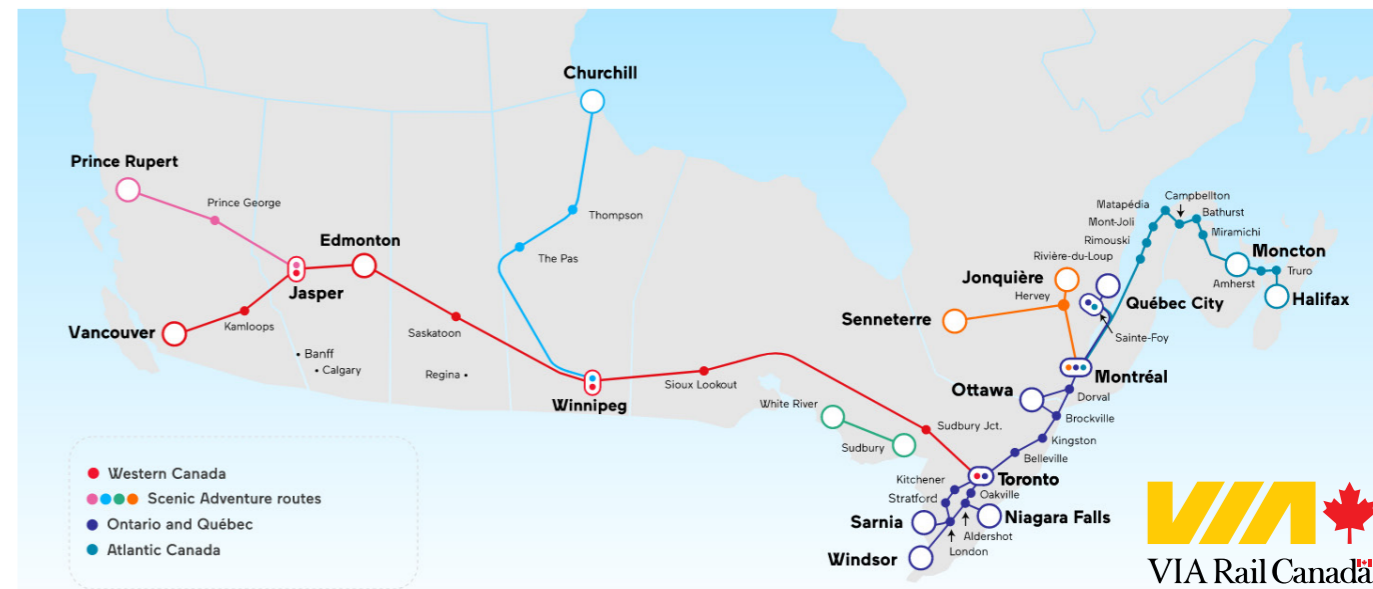 Churchill
Prince Rupert
Prince George
Thompson
Edmonton
The Pas
Jasper
Vancouver
Kamloops
Saskatoon
• Banff
• Calgary
Regina •
Winnipeg
Sioux Lookout
White River
Sudbury
Sudbury Jct.
Campbellton
Matapédia
Bathurst
Mont-Joli
Miramichi
Rimouski
Moncton
Rivière-du-Loup
Jonquière
Truro
Amherst
Hervey
Québec City
Halifax
Senneterre
Sainte-Foy
Montréal
Ottawa
Dorval
Brockville
Kingston
Belleville
Toronto
Kitchener
Oakville
Stratford
Niagara Falls
Sarnia
Aldershot
London
Windsor
Western Canada
Scenic Adventure routes
Ontario and Québec
Atlantic Canada
VIA
VIA Rail Canada